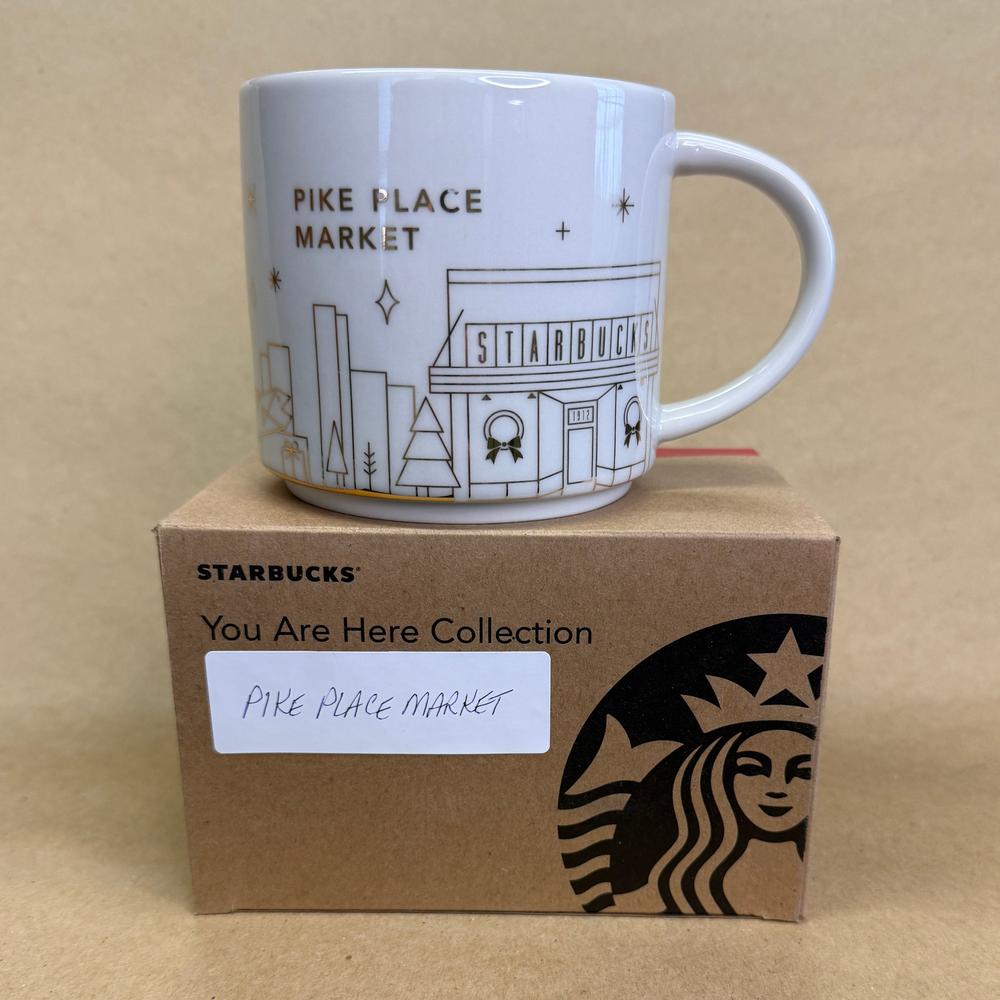 PIKE PLACE
MARKET
STARBUCKS
1912
STARBUCKS®
You Are Here Collection
PIKE PLACE MARKET